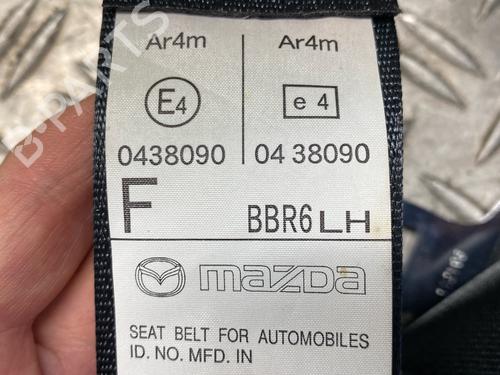 Ar4m Ar4m
E4 e 4
0438090 04 38090
F BBR6 LH
mazda
SEAT BELT FOR AUTOMOBILES
ID. NO. MFD. IN
B-PARTS